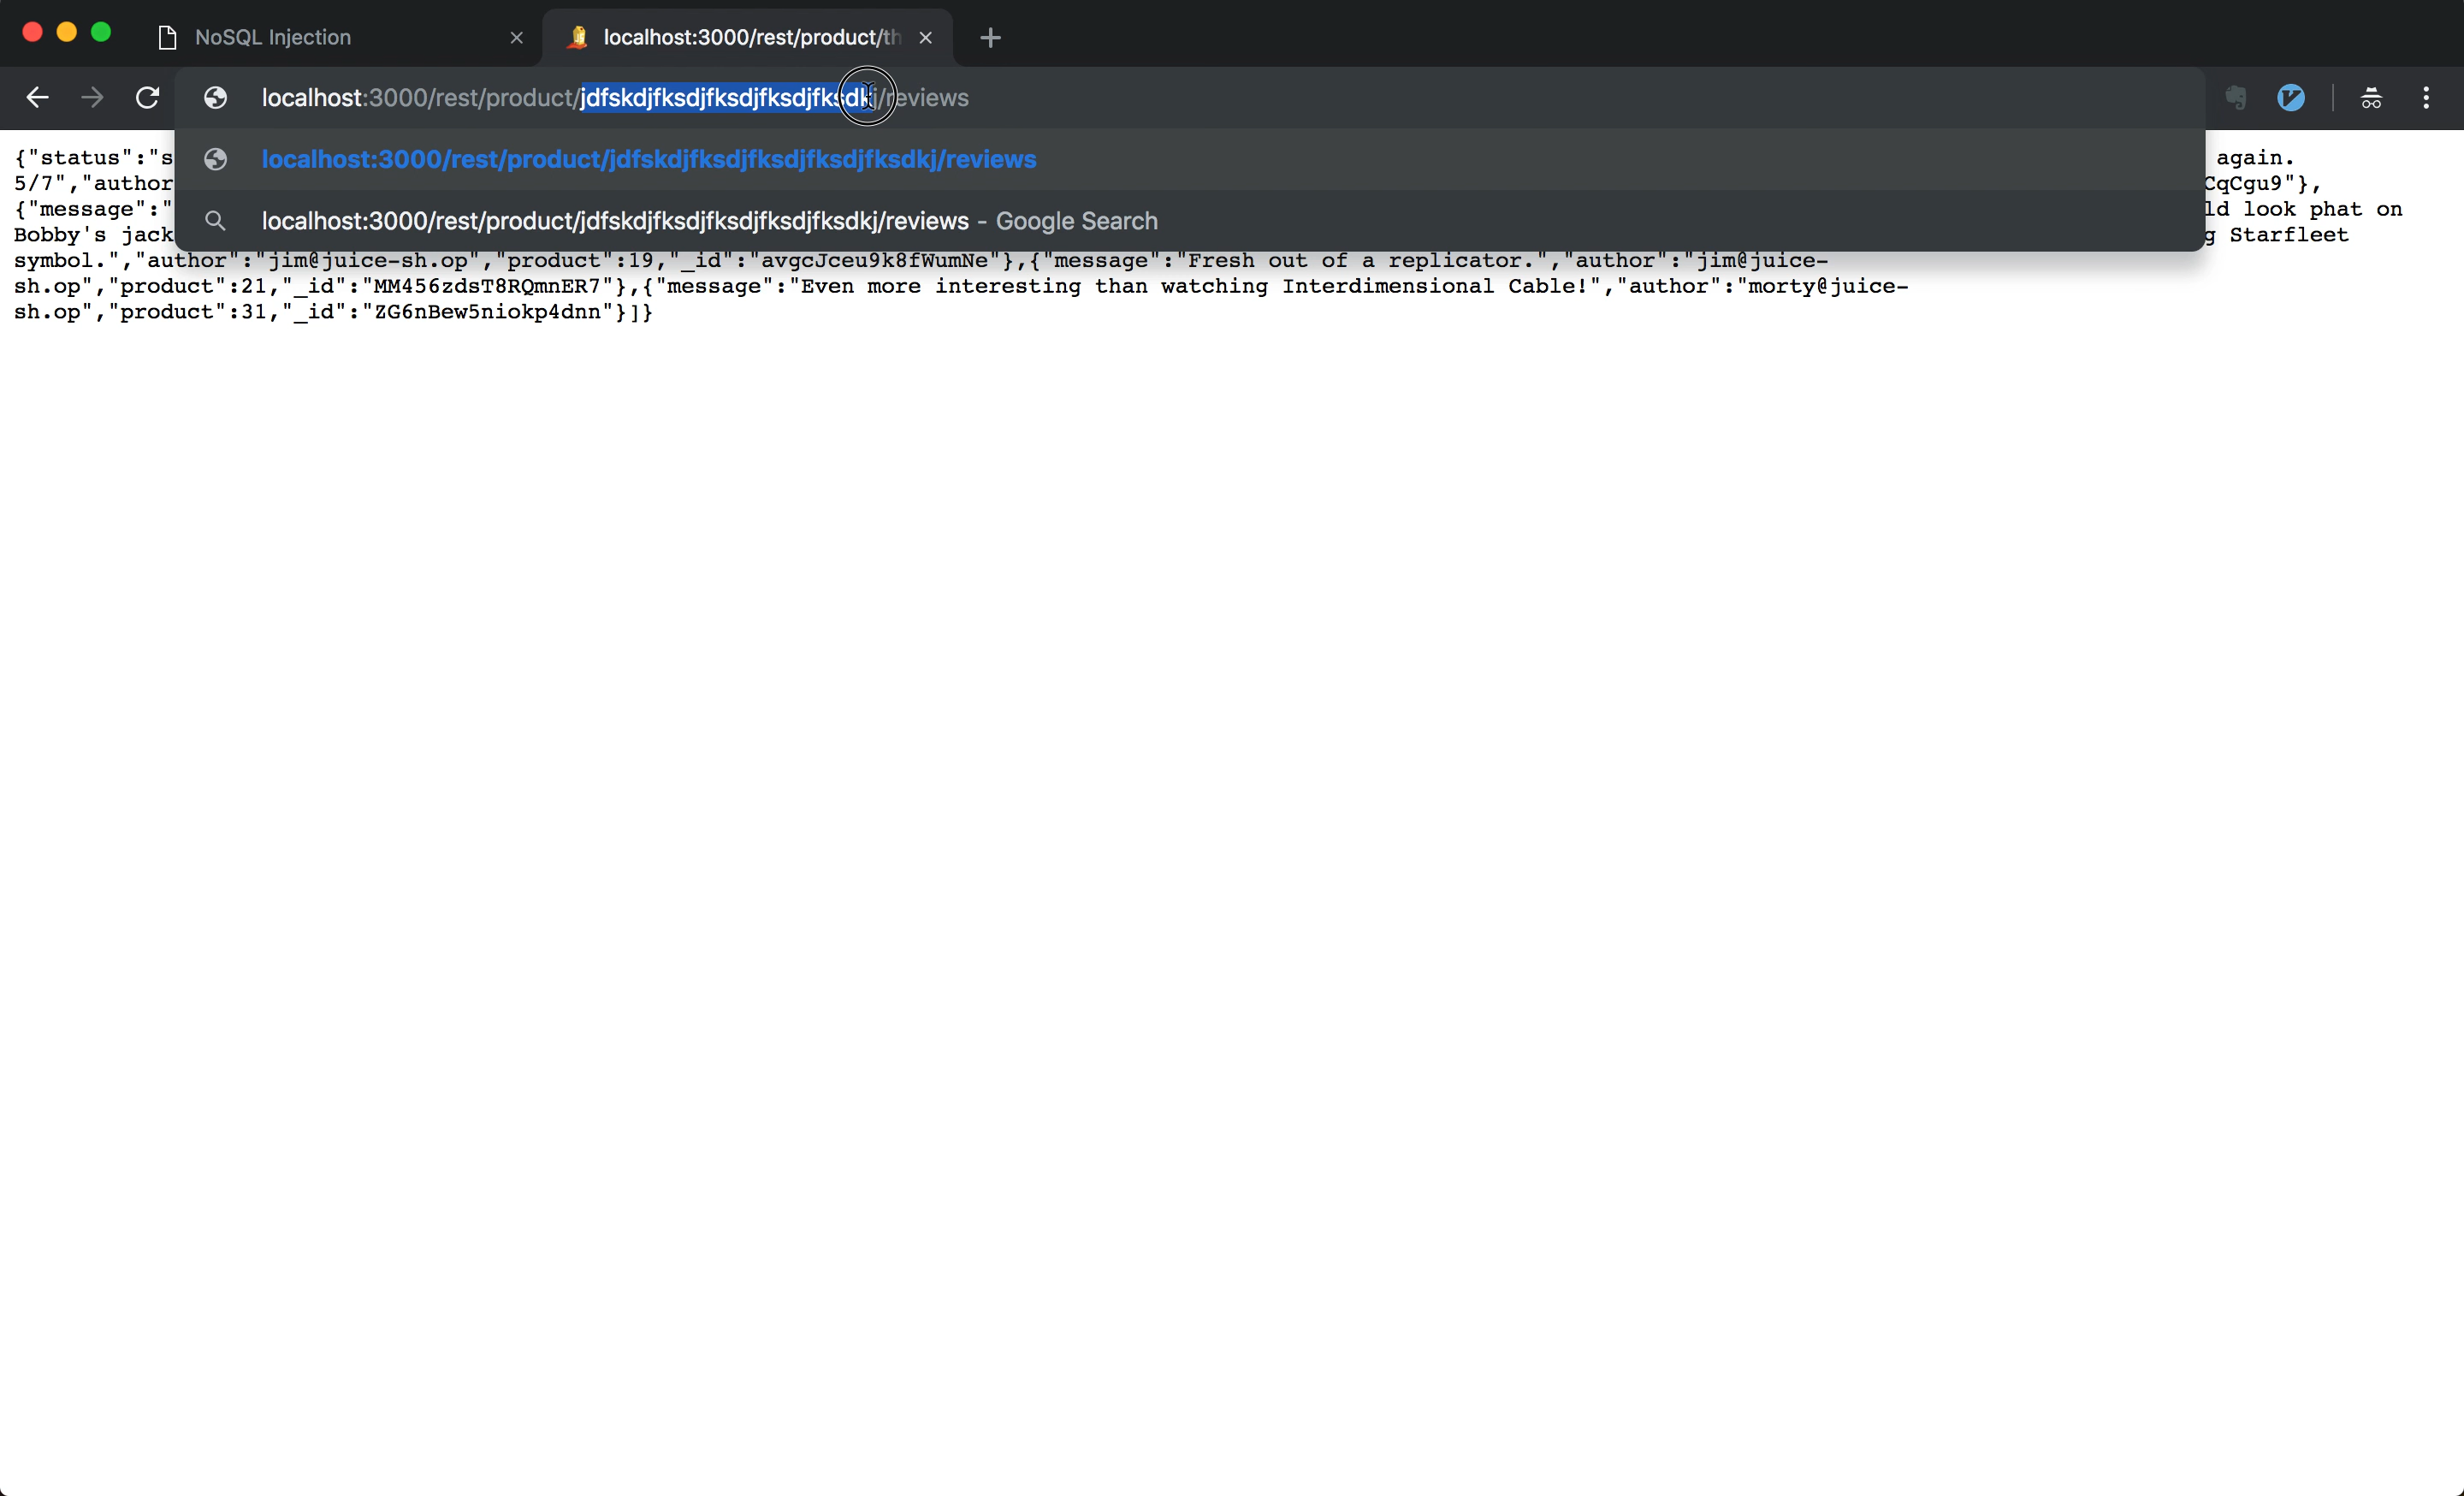 NoSQL Injection
localhost:3000/rest/product/th
localhost:3000/rest/product/jdfskdjfksdjfksdjfksdjfksdkj/reviews
localhost:3000/rest/product/jdfskdjfksdjfksdjfksdjfksdkj/reviews
localhost:3000/rest/product/jdfskdjfksdjfksdjfksdjfksdkj/reviews - Google Search
{"status":"s again.
5/7","author CqCgu9"},
{"message":" ld look phat on
Bobby's jack g Starfleet
symbol.","author":"jim@juice-sh.op","product":19,"_id":"avgcJceu9k8fWumNe"},{"message":"Fresh out of a replicator.","author":"jim@juice-
sh.op","product":21,"_id":"MM456zdsT8RQmnER7"},{"message":"Even more interesting than watching Interdimensional Cable!","author":"morty@juice-
sh.op","product":31,"_id":"ZG6nBew5niokp4dnn"}]}